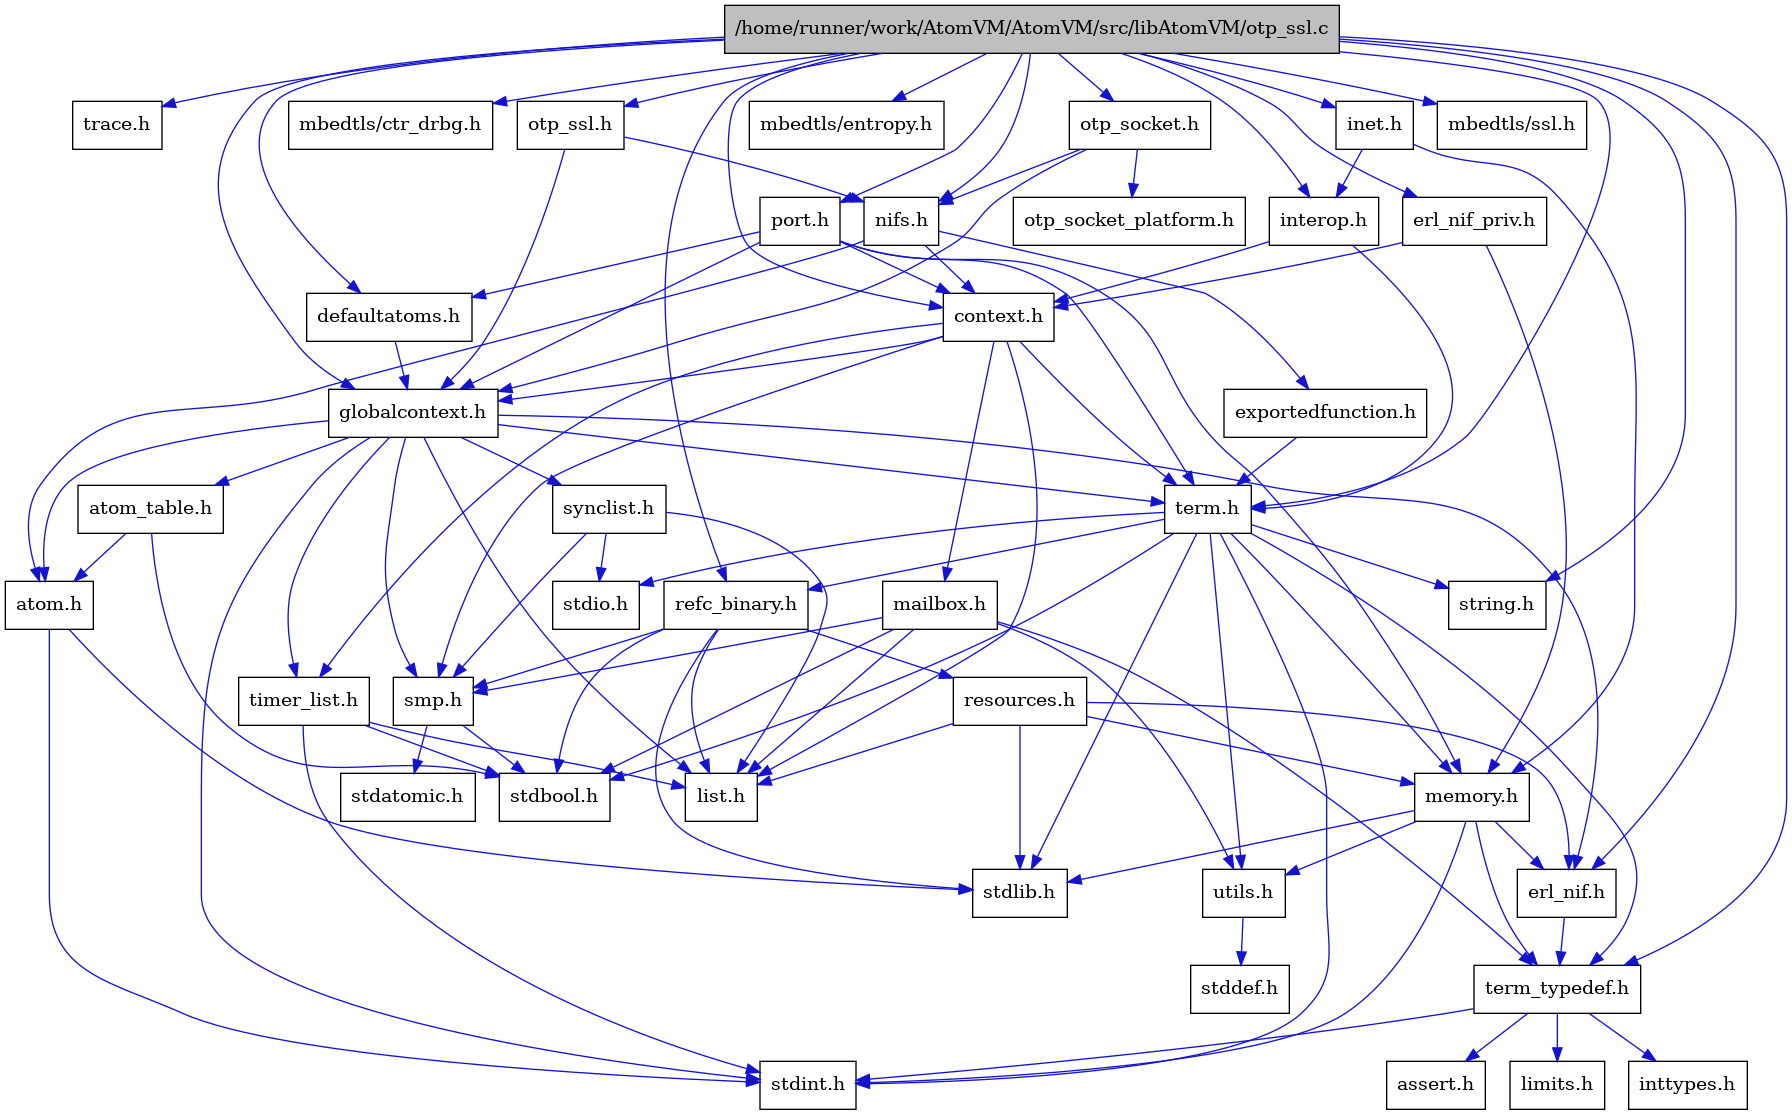 /home/runner/work/AtomVM/AtomVM/src/libAtomVM/otp_ssl.c
trace.h
mbedtls/ctr_drbg.h
otp_ssl.h
mbedtls/entropy.h
otp_socket.h
inet.h
mbedtls/ssl.h
port.h
nifs.h
otp_socket_platform.h
interop.h
erl_nif_priv.h
defaultatoms.h
context.h
globalcontext.h
exportedfunction.h
atom_table.h
synclist.h
term.h
atom.h
stdio.h
refc_binary.h
mailbox.h
string.h
timer_list.h
smp.h
resources.h
stdatomic.h
stdbool.h
list.h
memory.h
stdlib.h
utils.h
erl_nif.h
stddef.h
term_typedef.h
stdint.h
assert.h
limits.h
inttypes.h